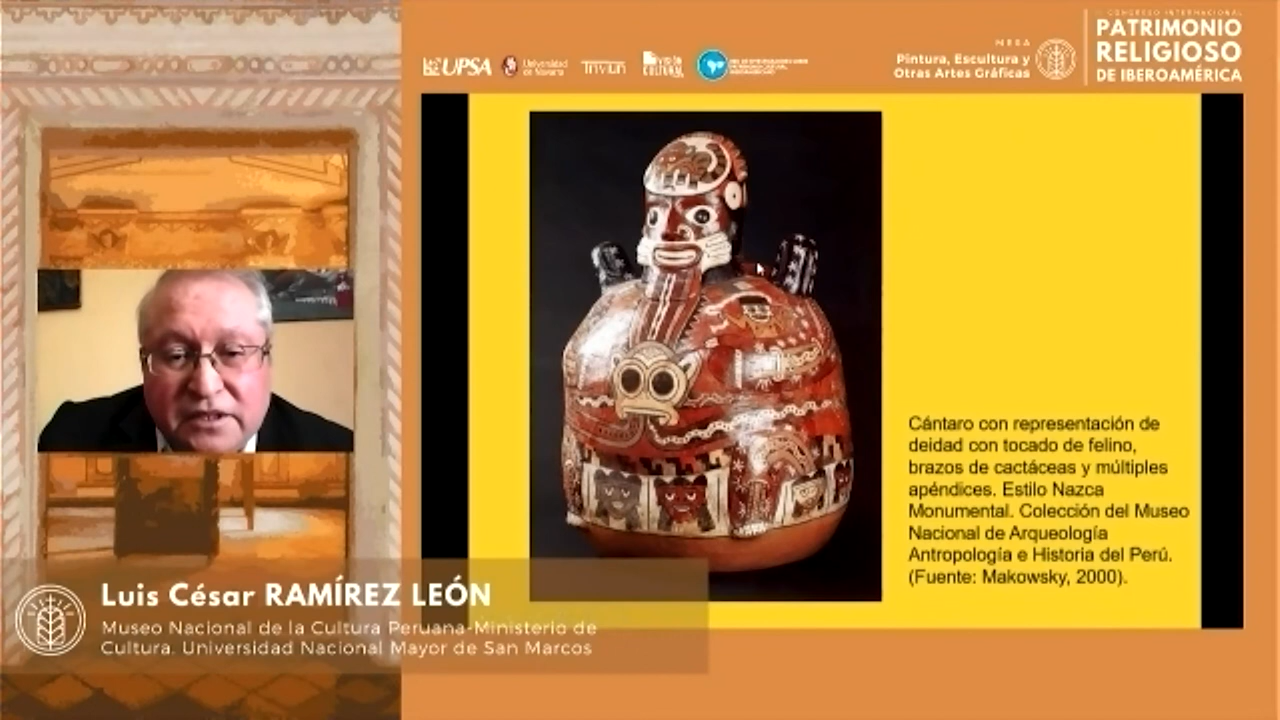 UPSA
Universidad
de Navarra
CONGRESO INTERNACIONAL
PATRIMONIO
RELIGIOSO
DE IBEROAMÉRICA
MESA
Pintura, Escultura y
Otras Artes Gráficas
Cántaro con representación de
deidad con tocado de felino,
brazos de cactáceas y múltiples
apéndices. Estilo Nazca
Monumental. Colección del Museo
Nacional de Arqueología
Antropología e Historia del Perú.
(Fuente: Makowsky, 2000).
Luis César RAMÍREZ LEÓN
Museo Nacional de la Cultura Peruana-Ministerio de
Cultura. Universidad Nacional Mayor de San Marcos